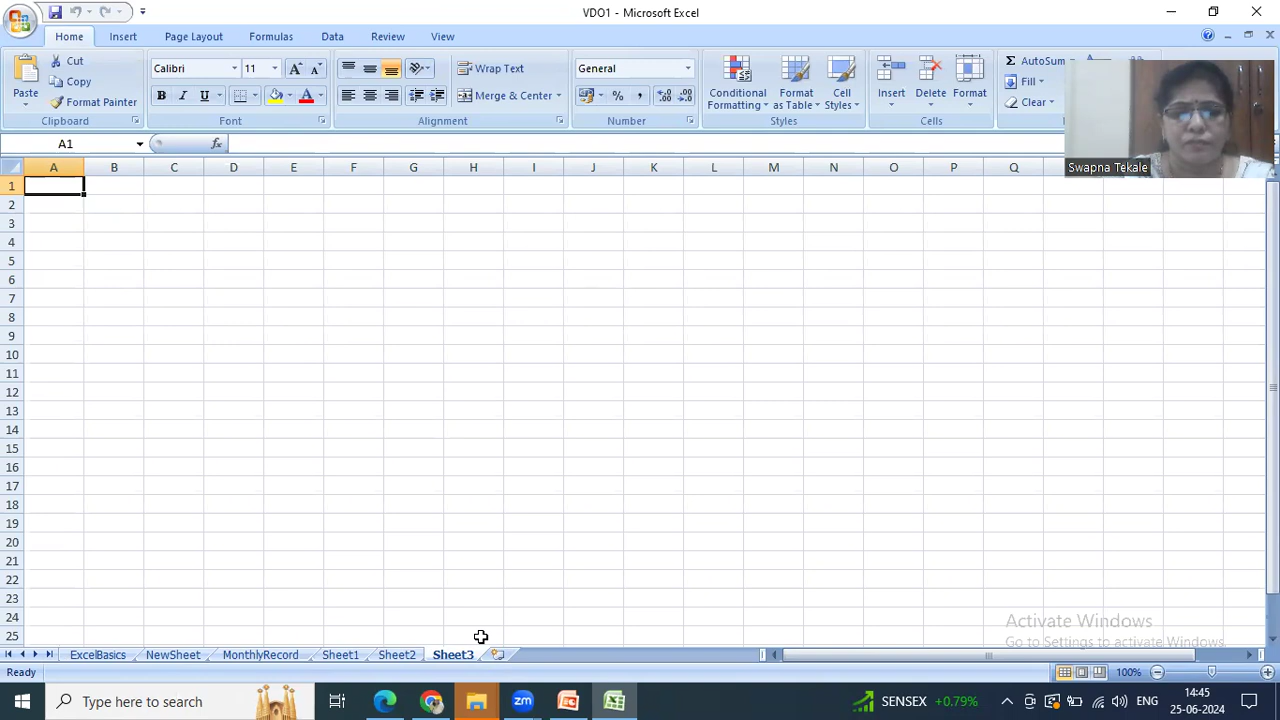 VDO1 - Microsoft Excel
Home Insert Page Layout Formulas Data Review View
Paste
Cut
Copy
Format Painter
Clipboard
Calibri 11
B I U
Font
Wrap Text
Merge & Center
Alignment
General
%
Number
Conditional Formatting
Format as Table
Cell Styles
Styles
Insert
Delete
Format
Cells
Σ AutoSum
Fill
Clear
Swapna Tekale
A1
fx
A B C D E F G H I J K L M N O P Q
1
2
3
4
5
6
7
8
9
10
11
12
13
14
15
16
17
18
19
20
21
22
23
24
25
Activate Windows
Go to Settings to activate Windows.
ExcelBasics NewSheet MonthlyRecord Sheet1 Sheet2 Sheet3
Ready
100%
Type here to search
zm
SENSEX +0.79%
ENG
14:45
25-06-2024